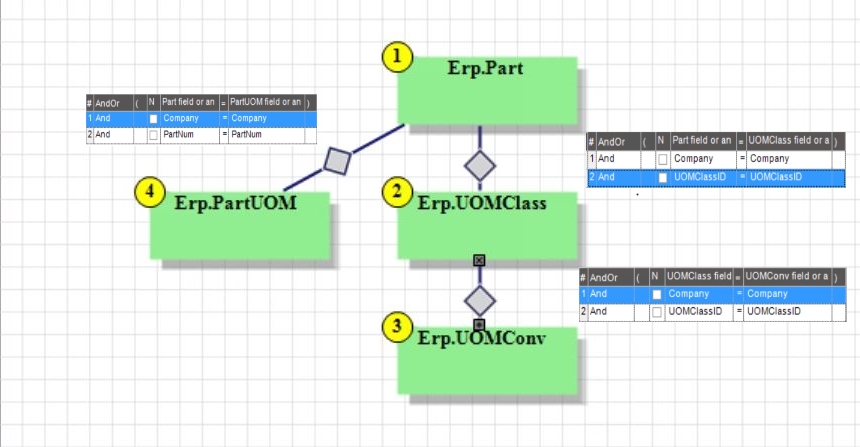 1
Erp.Part
# AndOr ( N Part field or an = PartUOM field or an )
1 And Company = Company
2 And PartNum = PartNum
# AndOr ( N Part field or an = UOMClass field or a )
1 And Company = Company
2 And UOMClassID = UOMClassID
4
Erp.PartUOM
2
Erp.UOMClass
# AndOr ( N UOMClass field = UOMConv field or a )
1 And Company = Company
2 And UOMClassID = UOMClassID
3
Erp.UOMConv